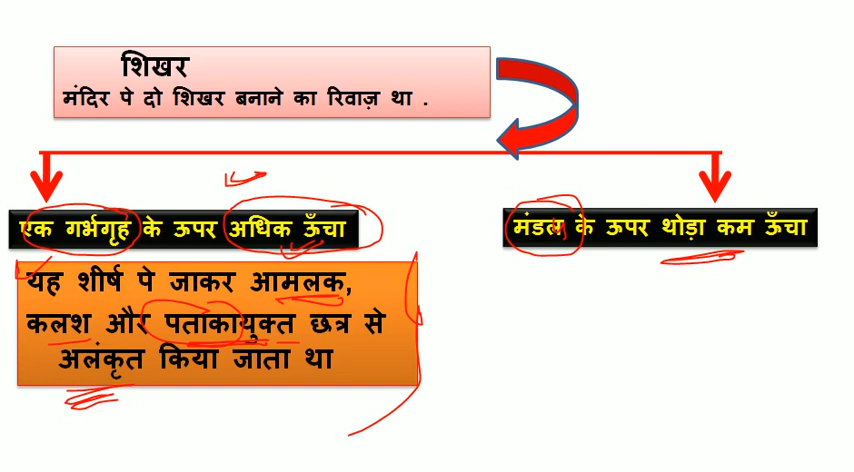 शिखर
मंदिर पे दो शिखर बनाने का रिवाज़ था .
एक गर्भगृह के ऊपर अधिक ऊँचा
मंडल के ऊपर थोड़ा कम ऊँचा
यह शीर्ष पे जाकर आमलक,
कलश और पताकायुक्त छत्र से
अलंकृत किया जाता था